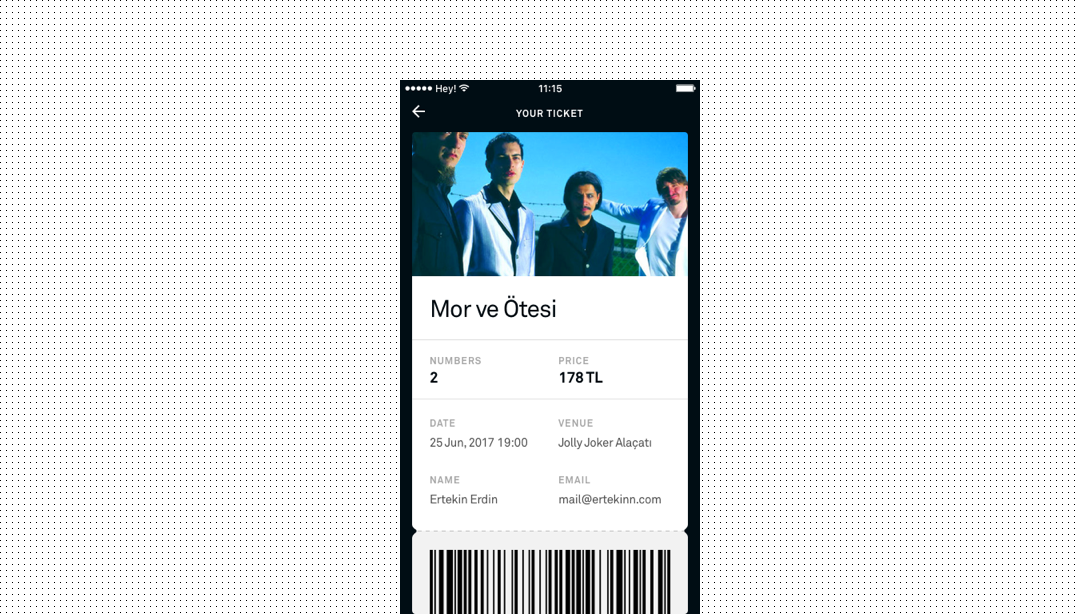 Hey! 11:15
YOUR TICKET
Mor ve Ötesi
NUMBERS PRICE
2 178 TL
DATE VENUE
25 Jun, 2017 19:00 Jolly Joker Alaçatı
NAME EMAIL
Ertekin Erdin mail@ertekinn.com